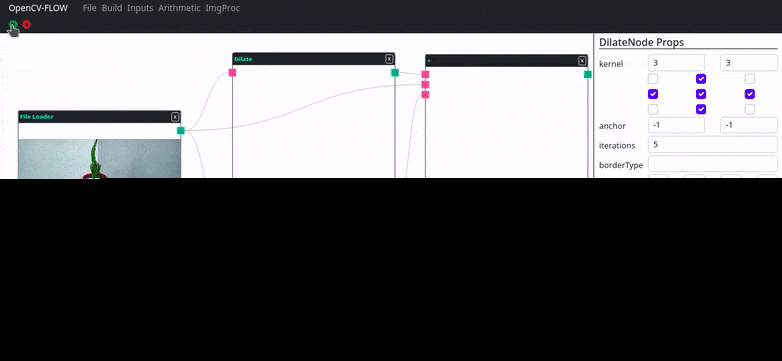 OpenCV-FLOW File Build Inputs Arithmetic ImgProc
File Loader x
Dilate x
+ x
DilateNode Props
kernel 3 3
anchor -1 -1
iterations 5
borderType